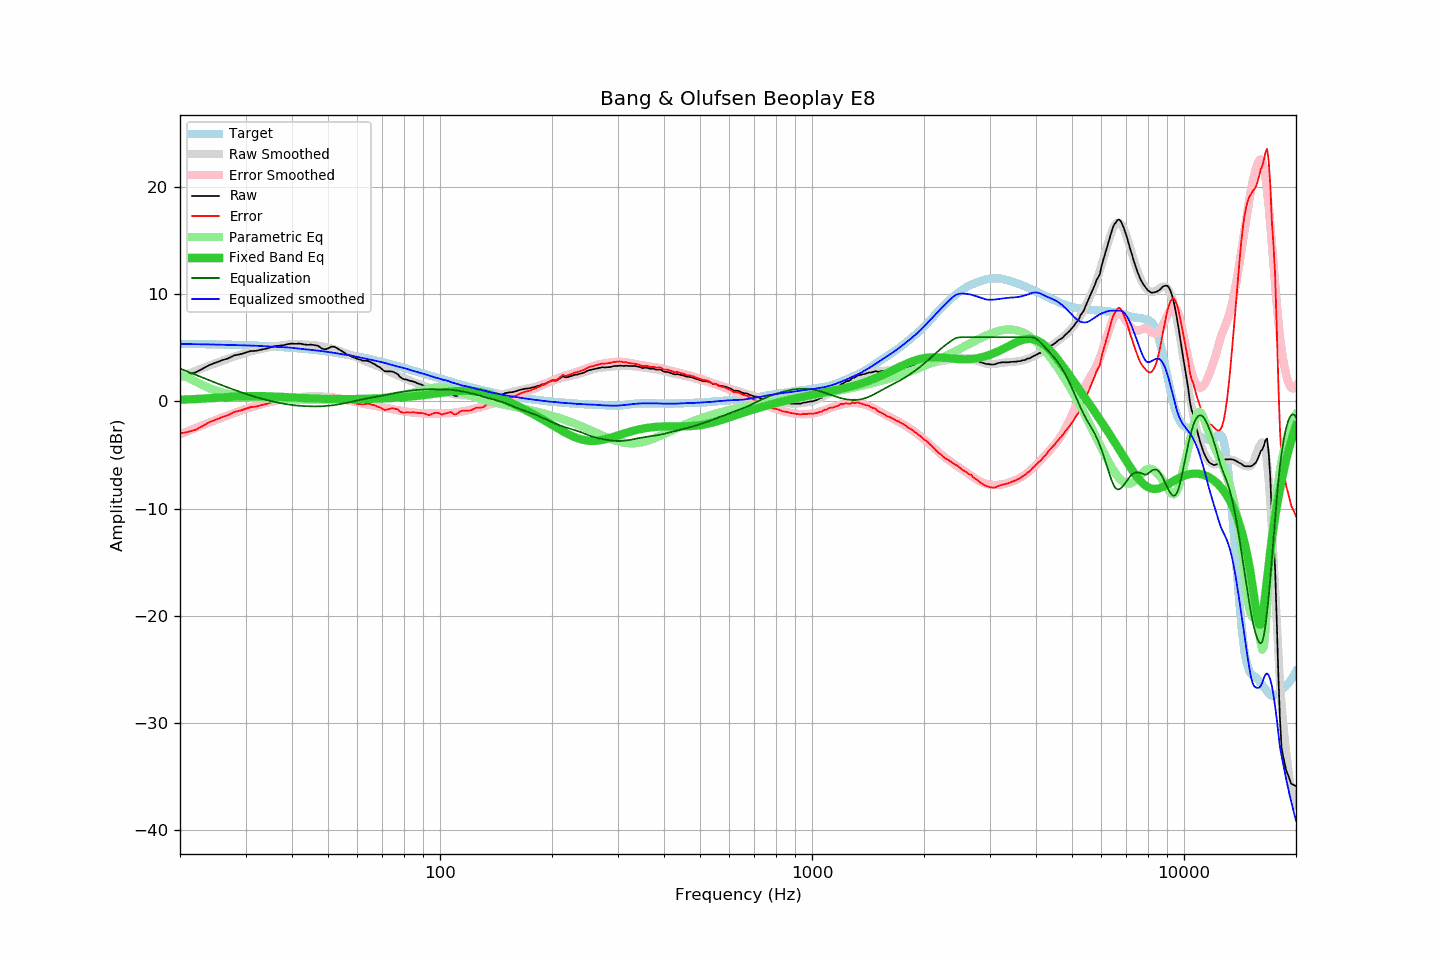 Bang & Olufsen Beoplay E8
Target
Raw Smoothed
Error Smoothed
Raw
Error
Parametric Eq
Fixed Band Eq
Equalization
Equalized smoothed
20
10
0
−10
−20
−30
−40
Amplitude (dBr)
100
1000
10000
Frequency (Hz)